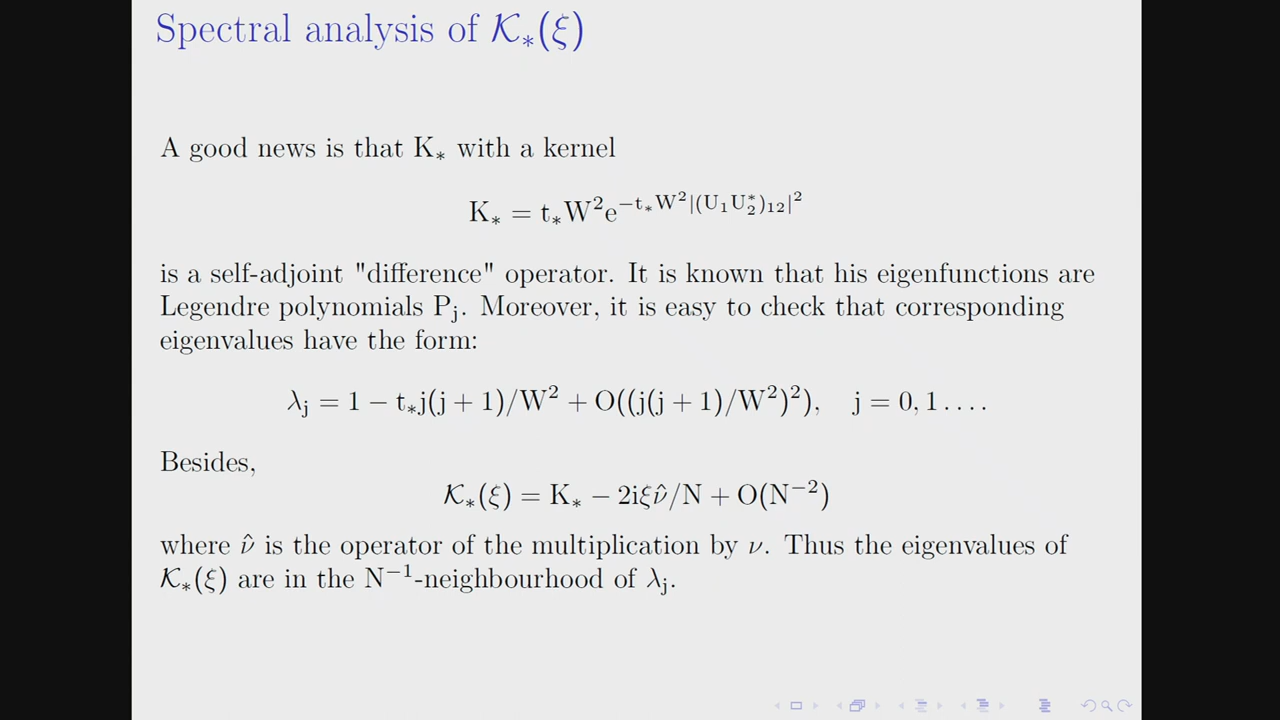 Spectral analysis of 𝒦∗(ξ)
A good news is that K∗ with a kernel
K∗ = t∗W²e^{−t∗W²|(U₁U₂*)₁₂|²}
is a self-adjoint "difference" operator. It is known that his eigenfunctions are
Legendre polynomials Pⱼ. Moreover, it is easy to check that corresponding
eigenvalues have the form:
λⱼ = 1 − t∗j(j + 1)/W² + O((j(j + 1)/W²)²), j = 0, 1 . . . .
Besides,
𝒦∗(ξ) = K∗ − 2iξν̂/N + O(N⁻²)
where ν̂ is the operator of the multiplication by ν. Thus the eigenvalues of
𝒦∗(ξ) are in the N⁻¹-neighbourhood of λⱼ.